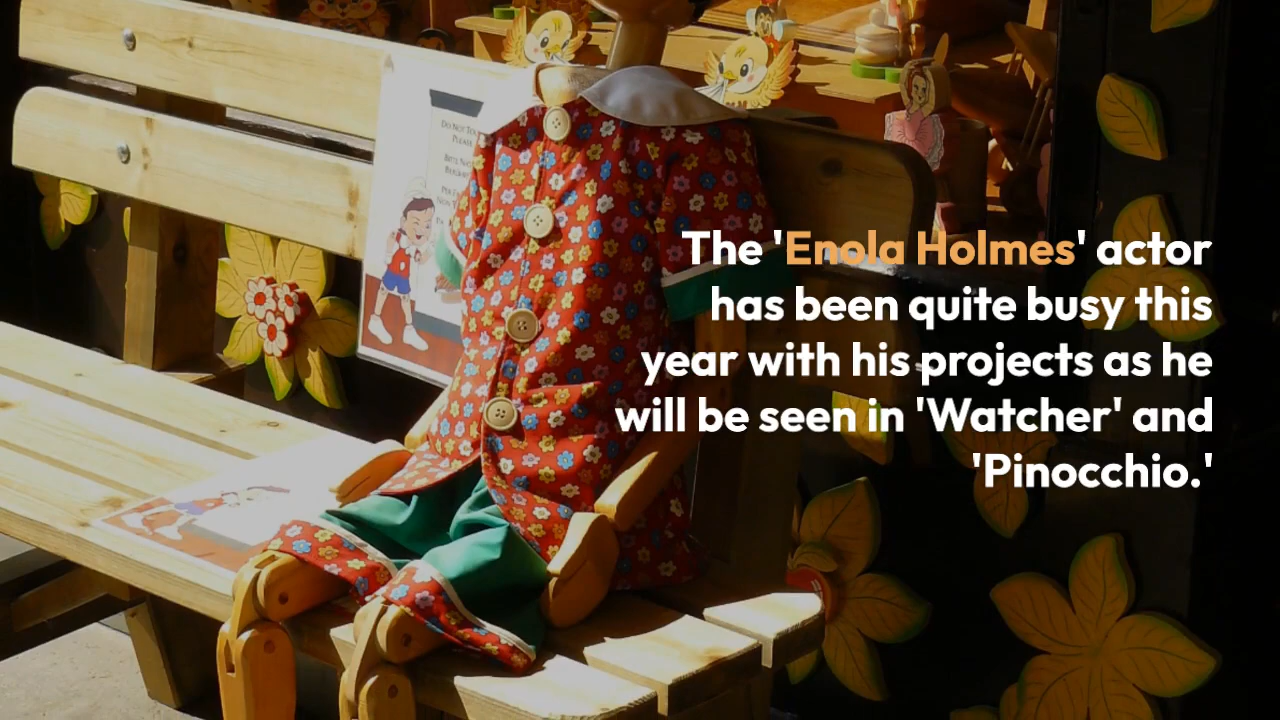 The 'Enola Holmes' actor
has been quite busy this
year with his projects as he
will be seen in 'Watcher' and
'Pinocchio.'